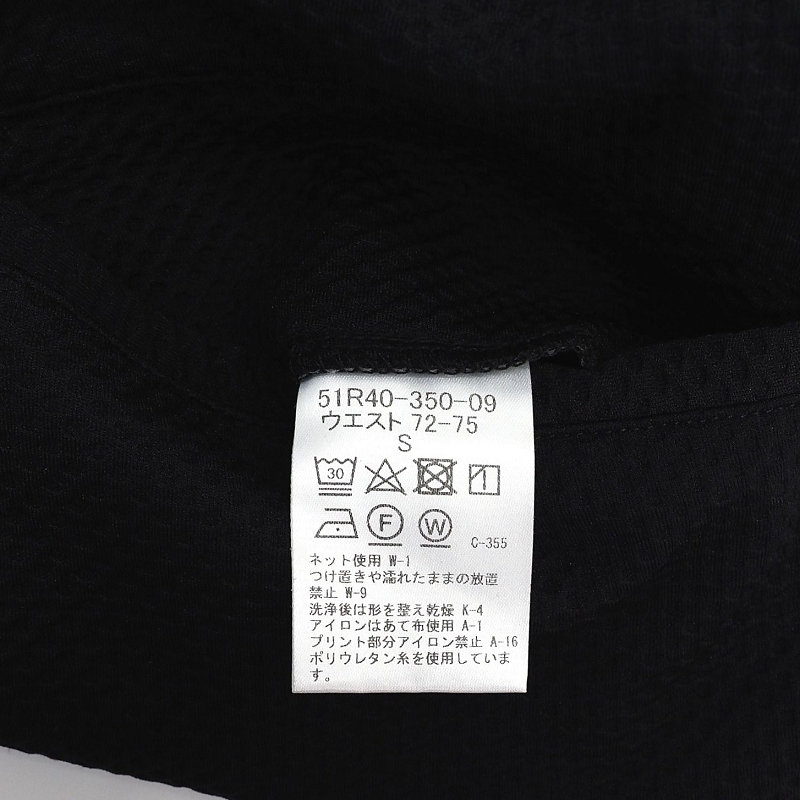 51R40-350-09
ウエスト 72-75
S
30
F W C-355
ネット使用 W-1
つけ置きや濡れたままの放置
禁止 W-9
洗浄後は形を整え乾燥 K-4
アイロンはあて布使用 A-1
プリント部分アイロン禁止 A-16
ポリウレタン糸を使用していま
す。